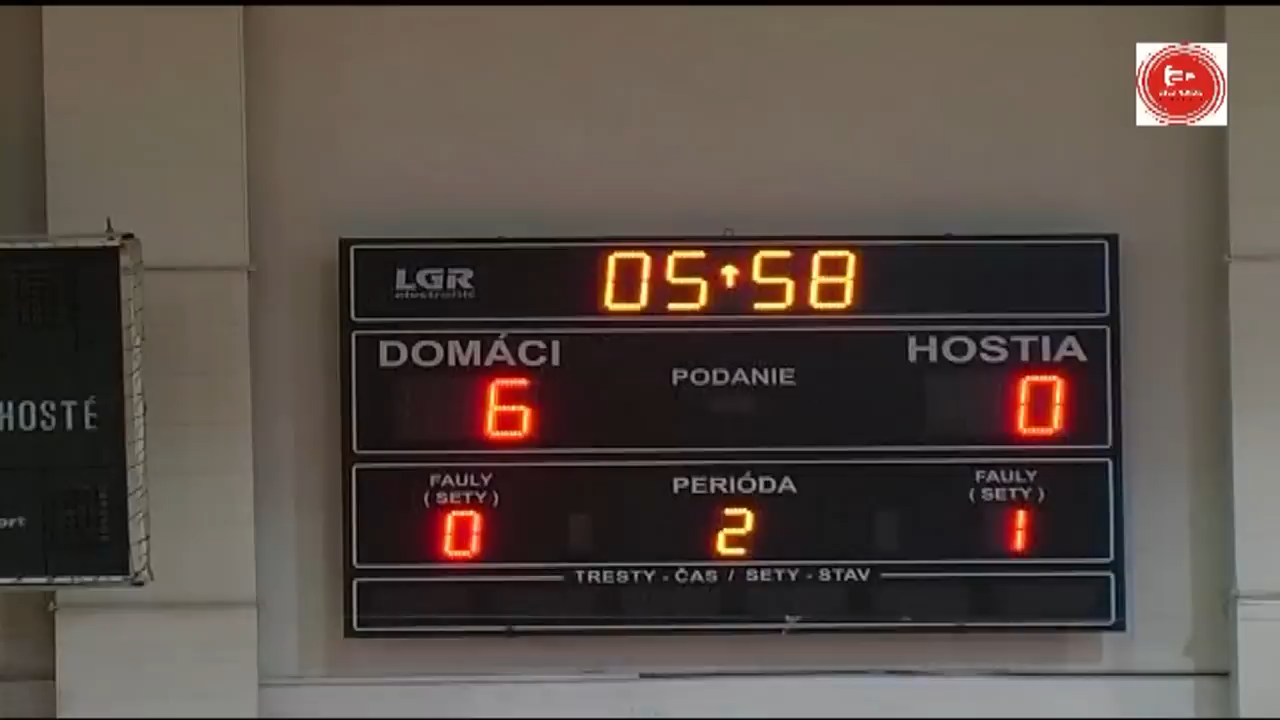 LGR
electronic
05 58
DOMÁCI
HOSTIA
PODANIE
6
0
HOSTÉ
FAULY
(SETY)
PERIÓDA
FAULY
(SETY)
0
2
1
TRESTY - ČAS / SETY - STAV